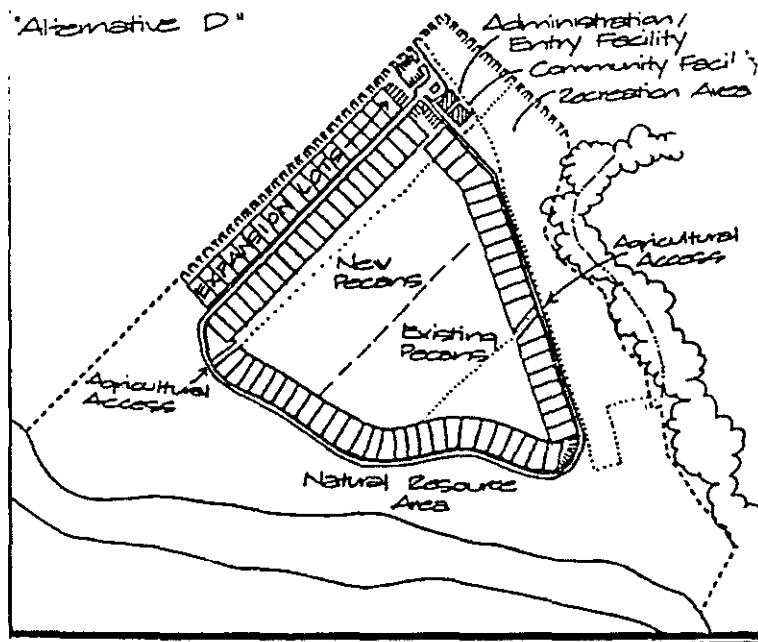 "Alternative D"
Administration/
Entry Facility
Community Facility
Recreation Area
EXPANSION LOTS
New
Pecans
Existing
Pecans
Agricultural
Access
Agricultural
Access
Natural Resource
Area